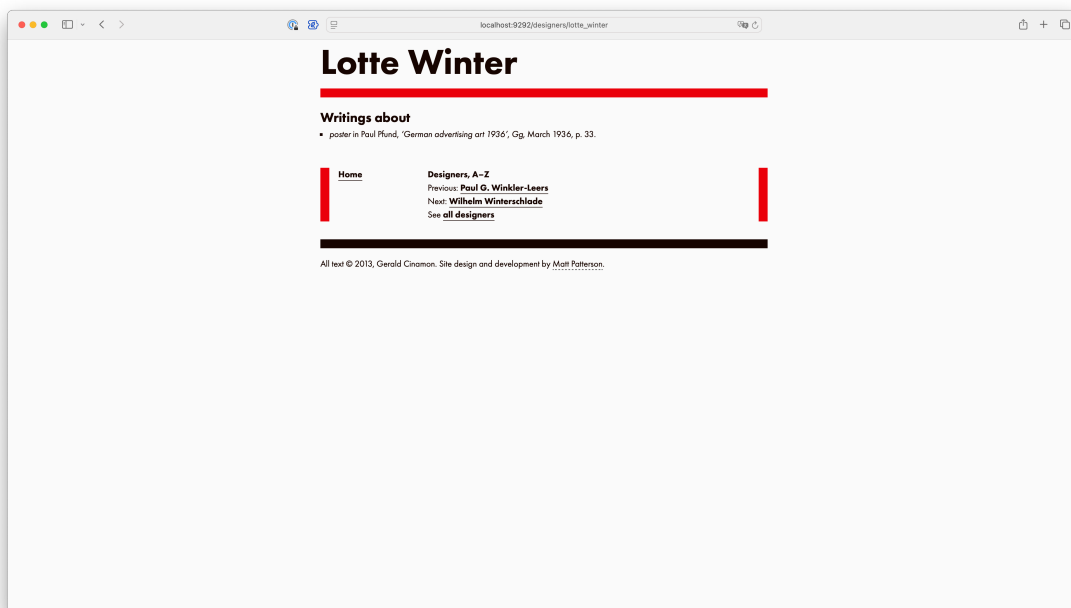 localhost:9292/designers/lotte_winter
Lotte Winter
Writings about
poster in Paul Pfund, ‘German advertising art 1936’, Gg, March 1936, p. 33.
Home
Designers, A–Z
Previous: Paul G. Winkler-Leers
Next: Wilhelm Winterschlade
See all designers
All text © 2013, Gerald Cinamon. Site design and development by Matt Patterson.